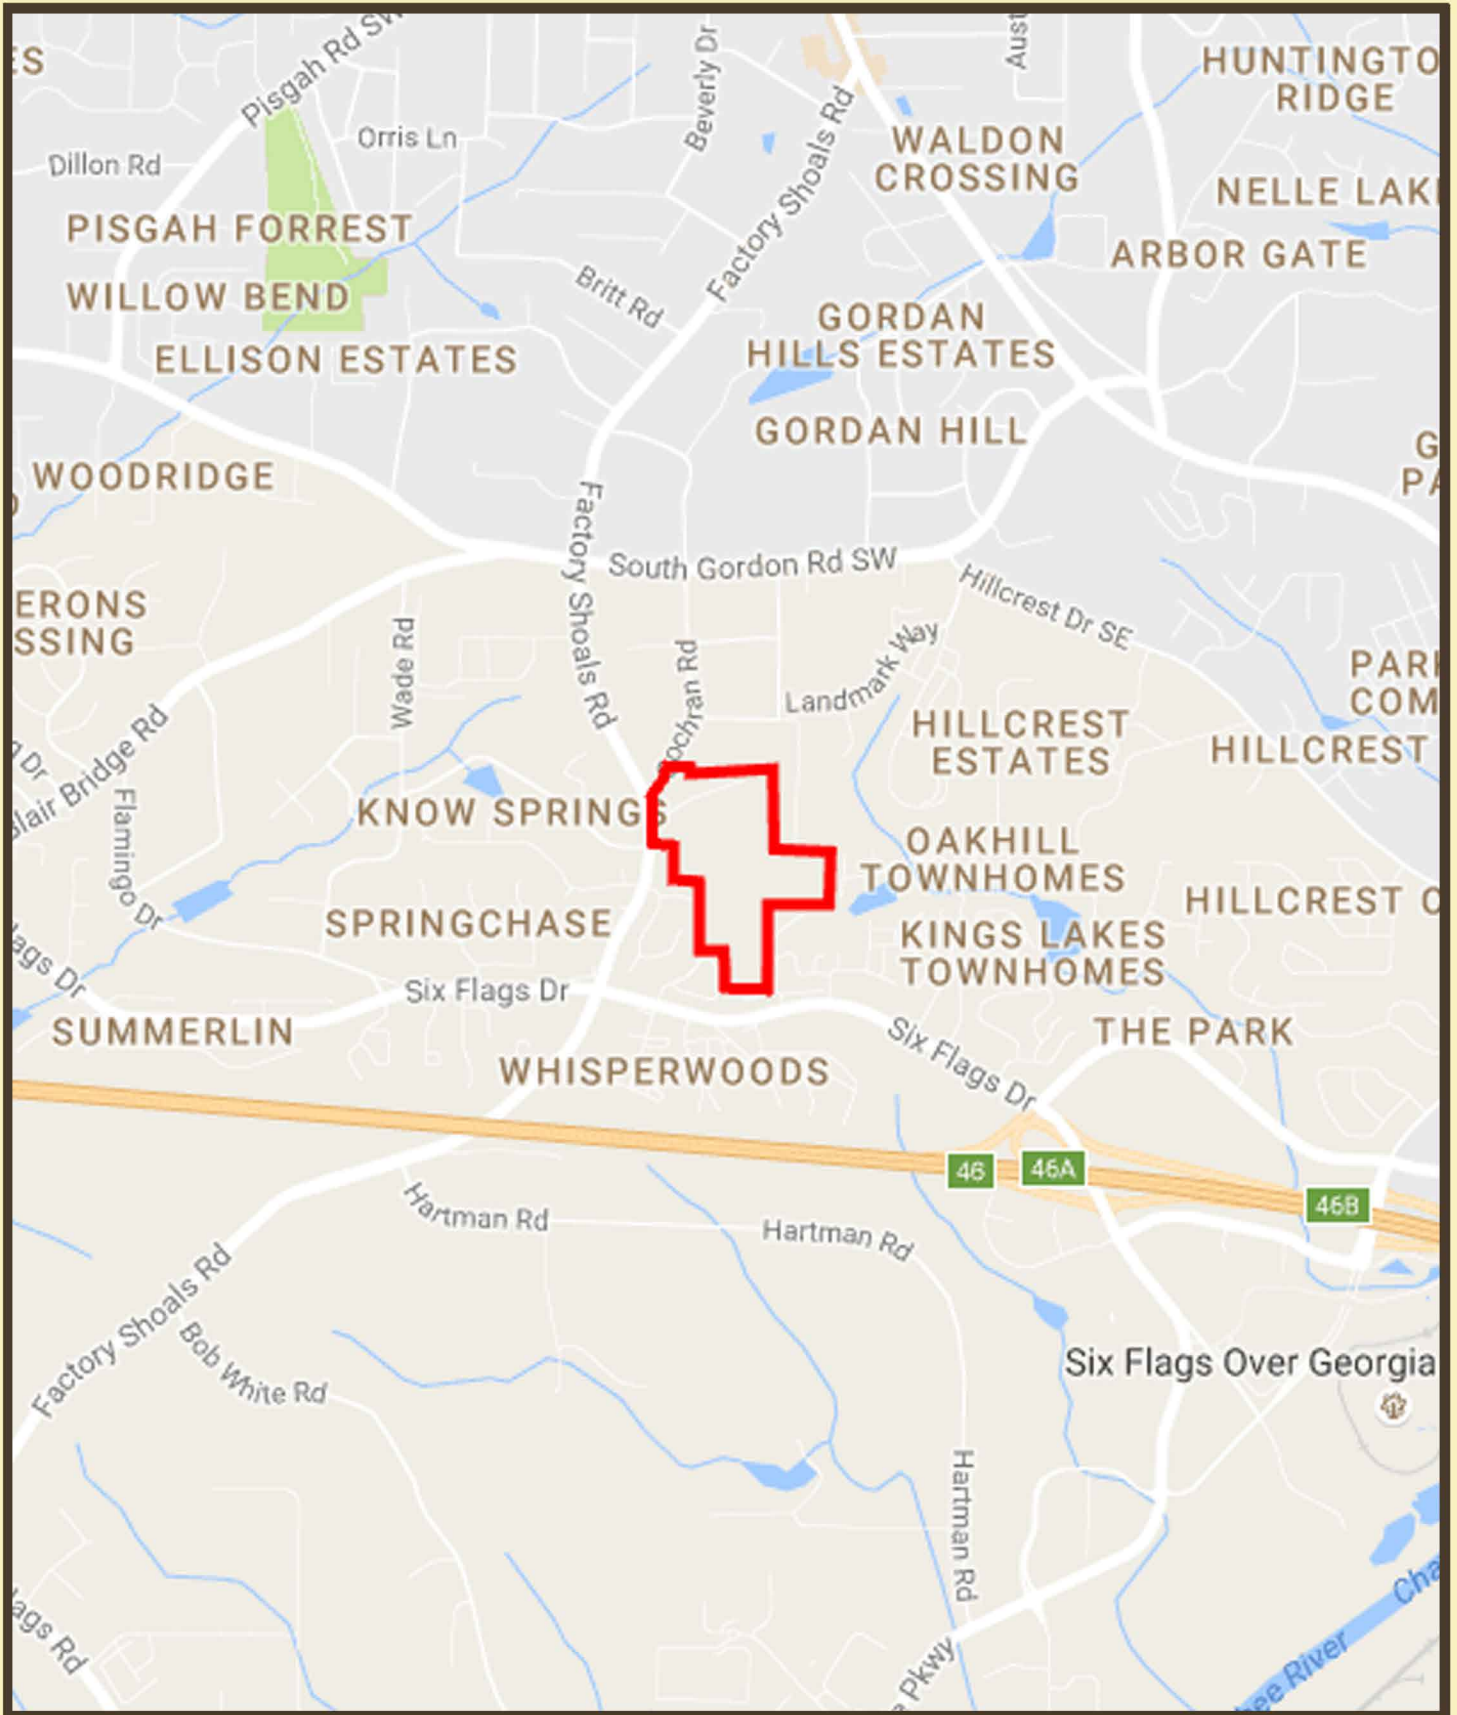 ES
Pisgah Rd SW
Beverly Dr
Aust
HUNTINGTO
RIDGE
Orris Ln
Dillon Rd
Factory Shoals Rd
WALDON
CROSSING
NELLE LAK
PISGAH FORREST
ARBOR GATE
WILLOW BEND
Britt Rd
GORDAN
HILLS ESTATES
ELLISON ESTATES
GORDAN HILL
G
PA
WOODRIDGE
Factory Shoals Rd
South Gordon Rd SW
Hillcrest Dr SE
ERONS
SSING
Wade Rd
ochran Rd
Landmark Way
PARK
COM
HILLCREST
ESTATES
HILLCREST
g Dr
Blair Bridge Rd
Flamingo Dr
KNOW SPRINGS
OAKHILL
TOWNHOMES
HILLCREST C
SPRINGCHASE
KINGS LAKES
TOWNHOMES
lags Dr
Six Flags Dr
SUMMERLIN
Six Flags Dr
THE PARK
WHISPERWOODS
46
46A
46B
Hartman Rd
Hartman Rd
Factory Shoals Rd
Bob White Rd
Six Flags Over Georgia
Hartman Rd
lags Rd
e Pkwy
Cha
hee River